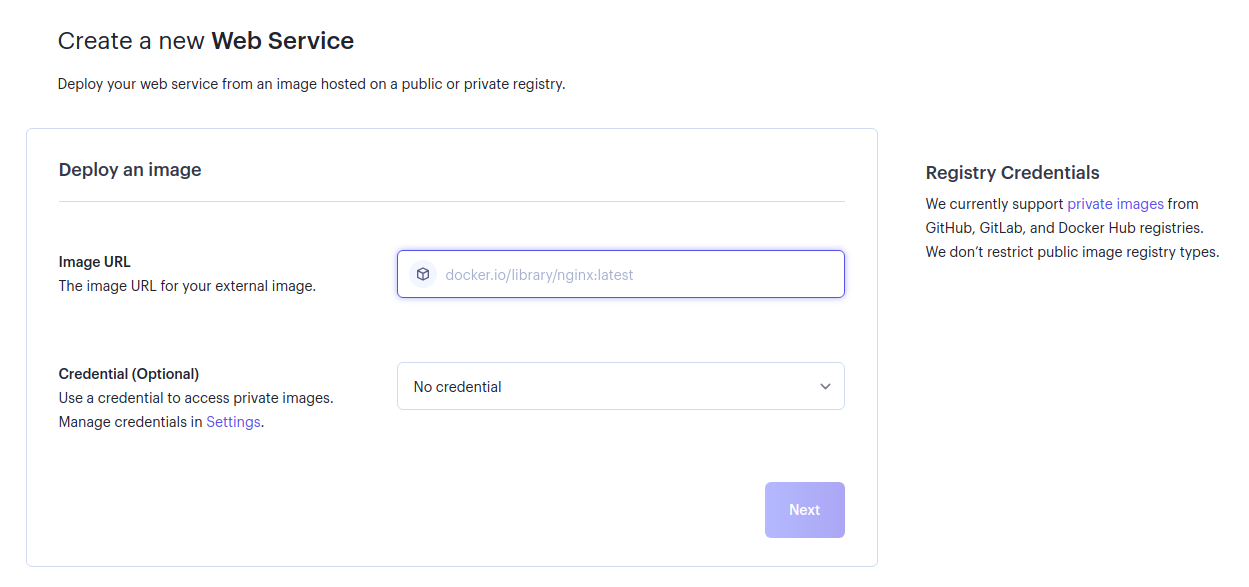 Create a new Web Service
Deploy your web service from an image hosted on a public or private registry.
Deploy an image
Image URL
The image URL for your external image.
docker.io/library/nginx:latest
Credential (Optional)
Use a credential to access private images.
Manage credentials in Settings.
No credential
Next
Registry Credentials
We currently support private images from
GitHub, GitLab, and Docker Hub registries.
We don’t restrict public image registry types.